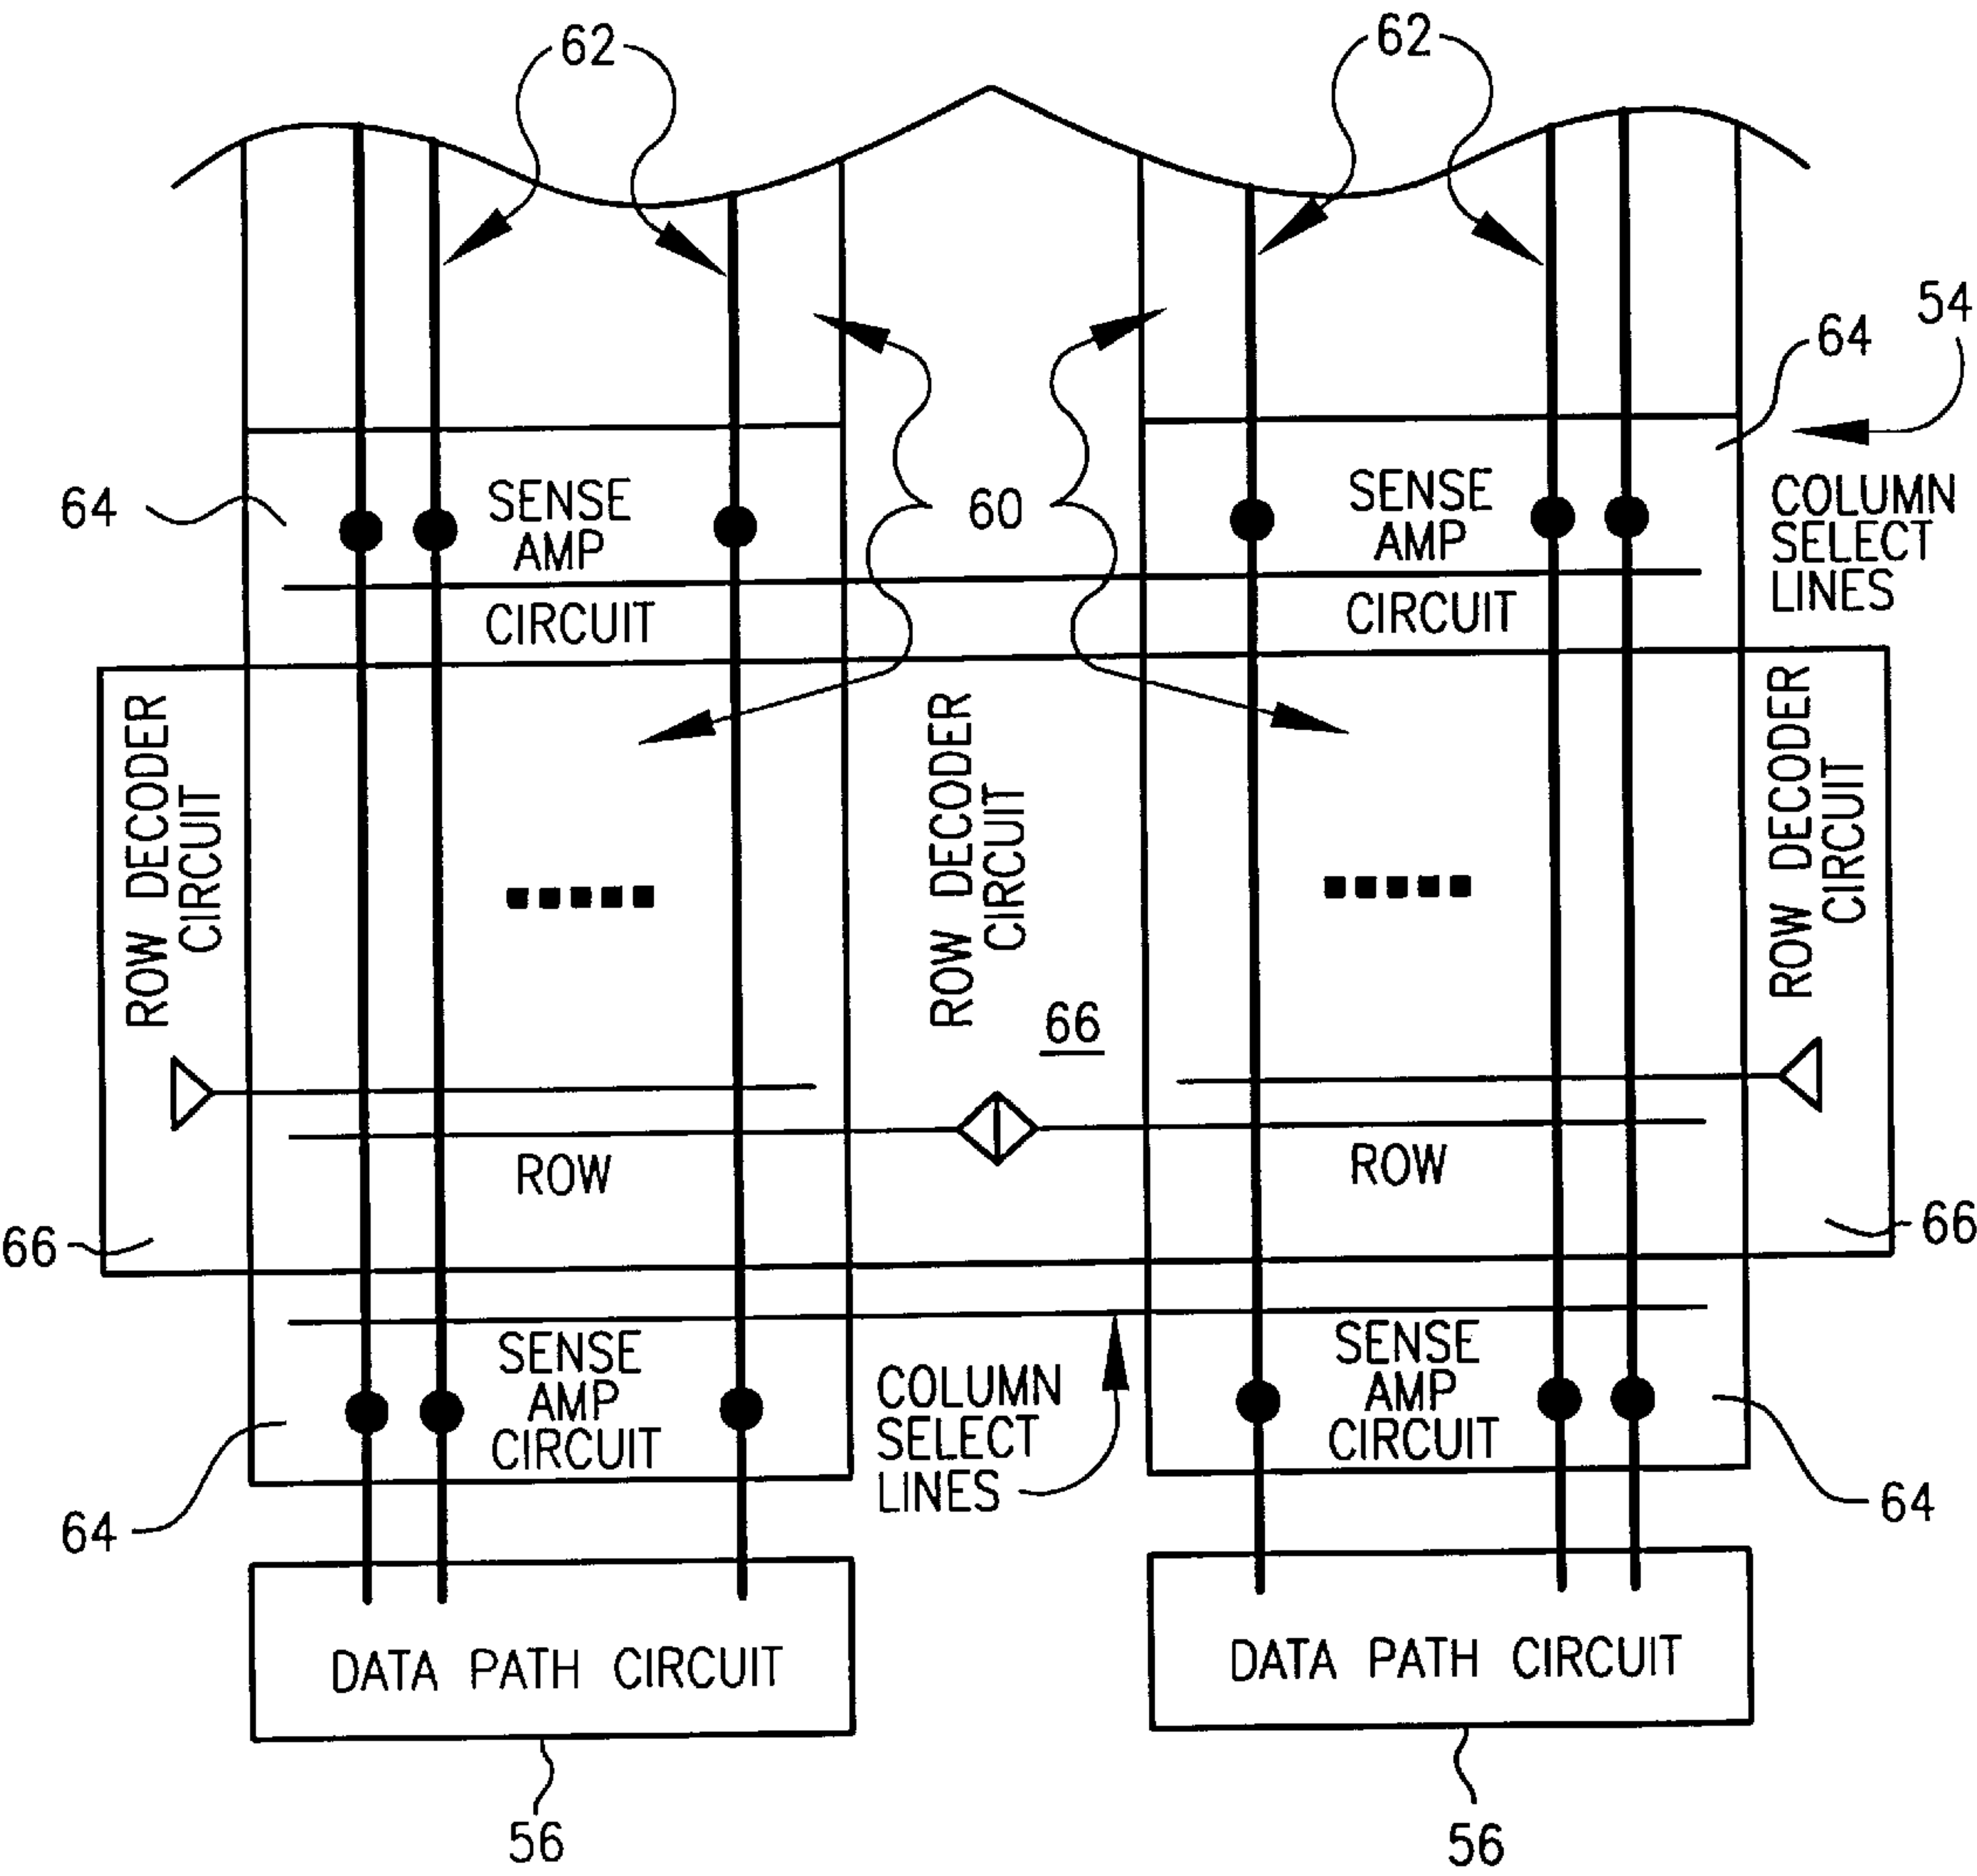 62
62
54
64
64
SENSE
AMP
CIRCUIT
60
SENSE
AMP
CIRCUIT
COLUMN
SELECT
LINES
ROW DECODER
CIRCUIT
ROW DECODER
CIRCUIT
ROW DECODER
CIRCUIT
66
ROW
ROW
66
66
SENSE
AMP
CIRCUIT
COLUMN
SELECT
LINES
SENSE
AMP
CIRCUIT
64
64
DATA PATH CIRCUIT
DATA PATH CIRCUIT
56
56